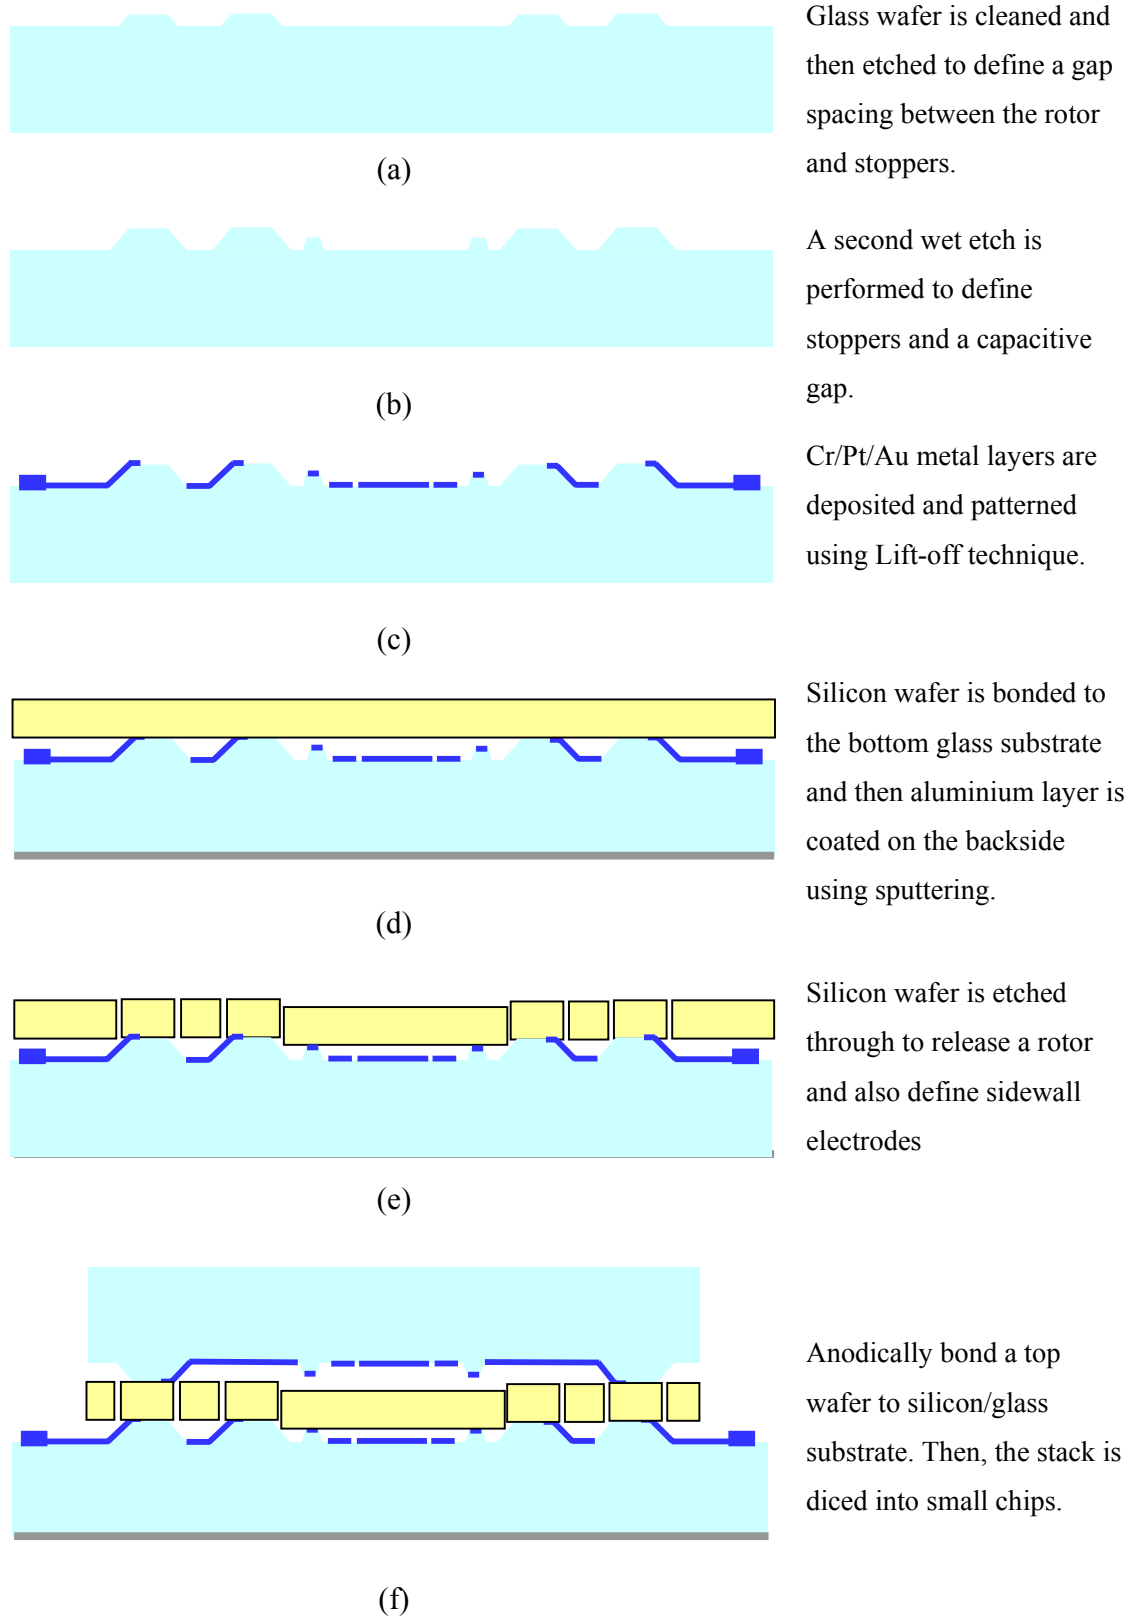 Glass wafer is cleaned and
then etched to define a gap
spacing between the rotor
and stoppers.
(a)
A second wet etch is
performed to define
stoppers and a capacitive
gap.
(b)
Cr/Pt/Au metal layers are
deposited and patterned
using Lift-off technique.
(c)
Silicon wafer is bonded to
the bottom glass substrate
and then aluminium layer is
coated on the backside
using sputtering.
(d)
Silicon wafer is etched
through to release a rotor
and also define sidewall
electrodes
(e)
Anodically bond a top
wafer to silicon/glass
substrate. Then, the stack is
diced into small chips.
(f)